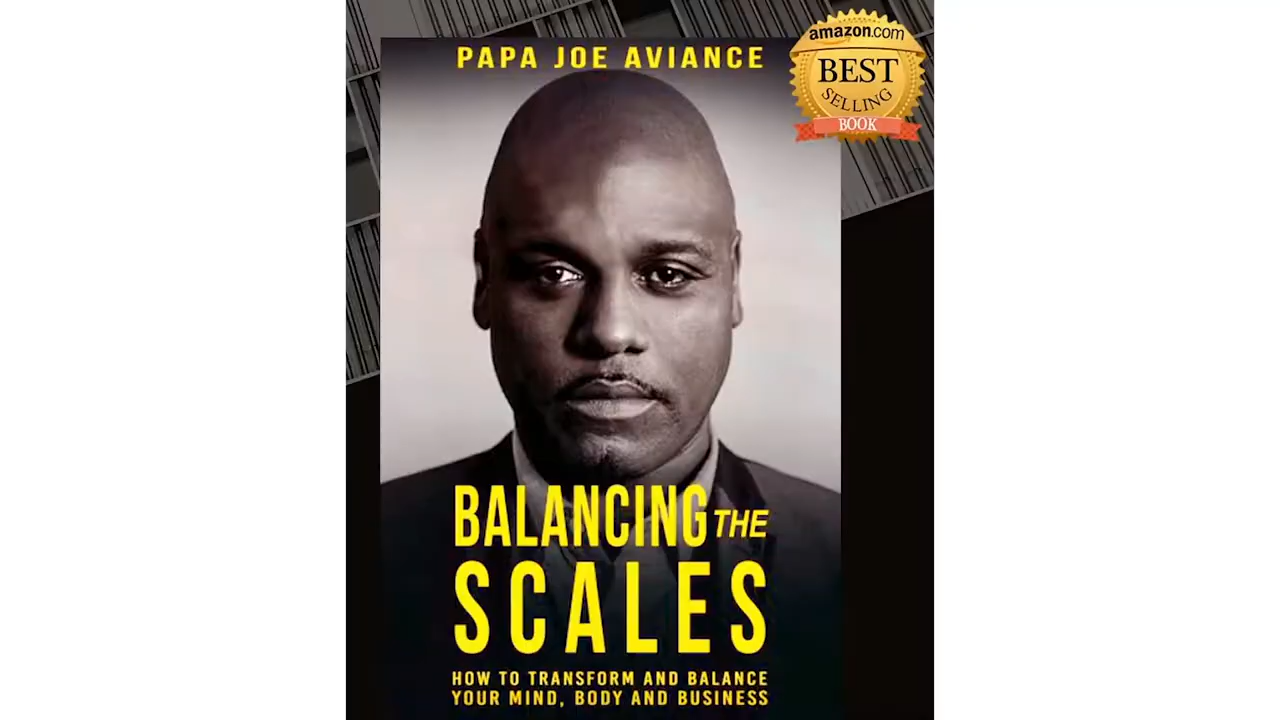 PAPA JOE AVIANCE
amazon.com
BEST
SELLING
BOOK
BALANCING THE
SCALES
HOW TO TRANSFORM AND BALANCE
YOUR MIND, BODY AND BUSINESS